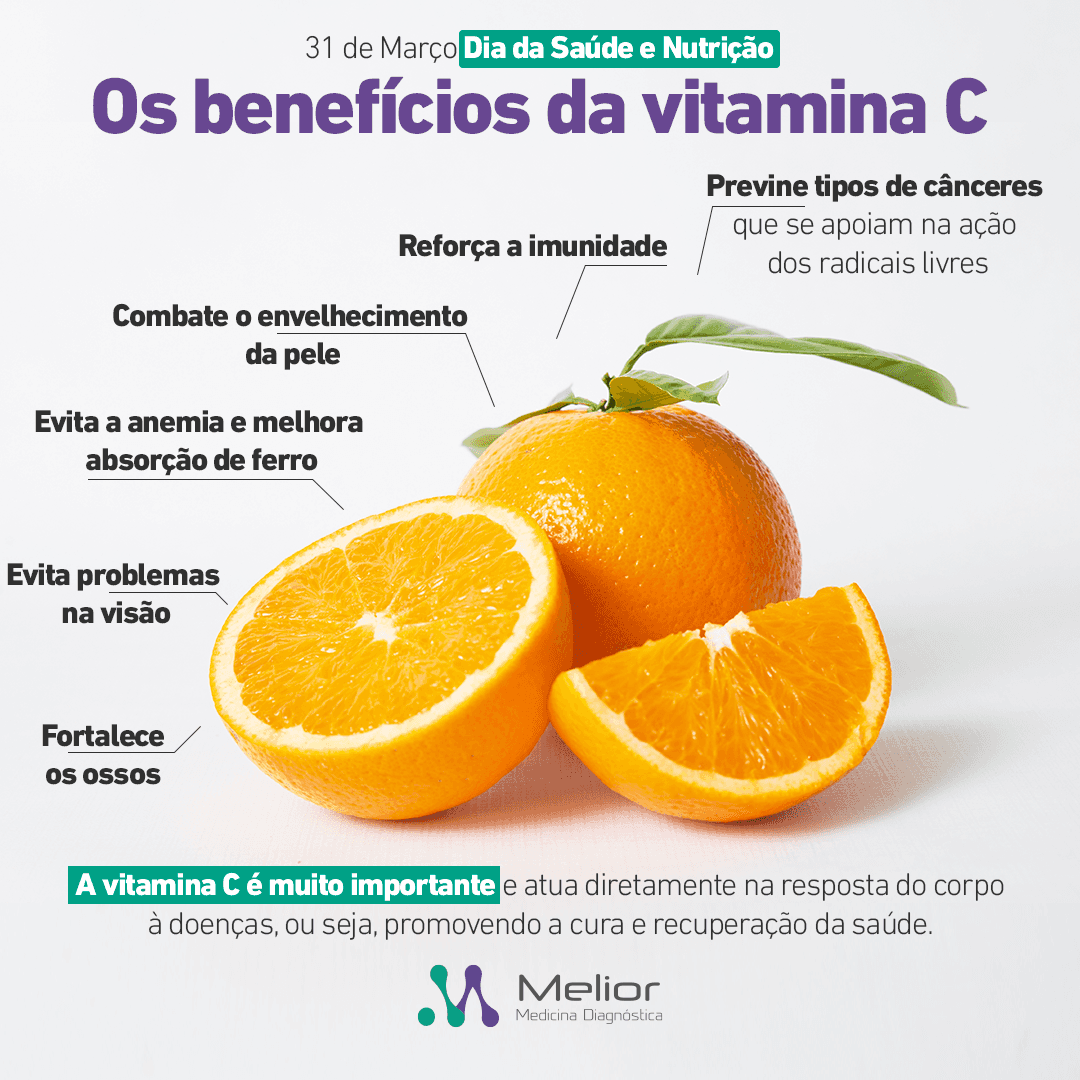 31 de Março Dia da Saúde e Nutrição
Os benefícios da vitamina C
Previne tipos de cânceres
que se apoiam na ação
dos radicais livres
Reforça a imunidade
Combate o envelhecimento
da pele
Evita a anemia e melhora
absorção de ferro
Evita problemas
na visão
Fortalece
os ossos
A vitamina C é muito importante e atua diretamente na resposta do corpo
à doenças, ou seja, promovendo a cura e recuperação da saúde.
Melior
Medicina Diagnóstica